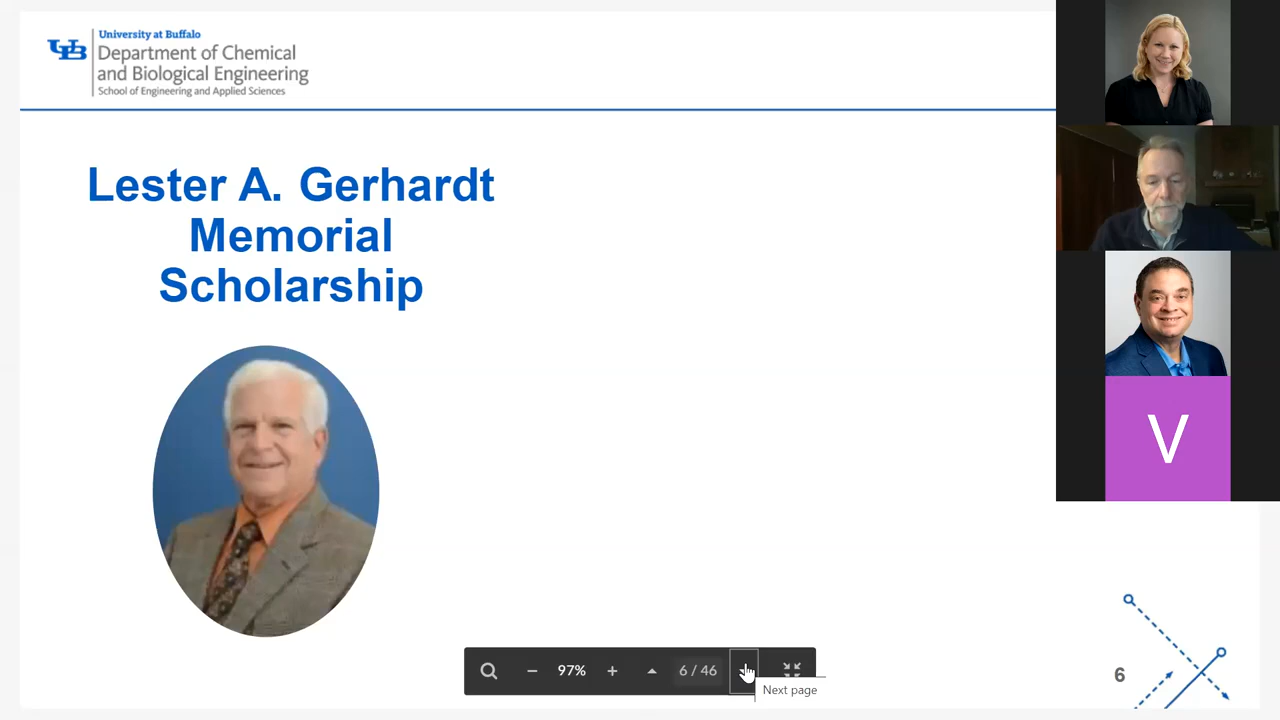 UB
University at Buffalo
Department of Chemical
and Biological Engineering
School of Engineering and Applied Sciences
Lester A. Gerhardt
Memorial
Scholarship
V
97%
6 / 46
Next page
6